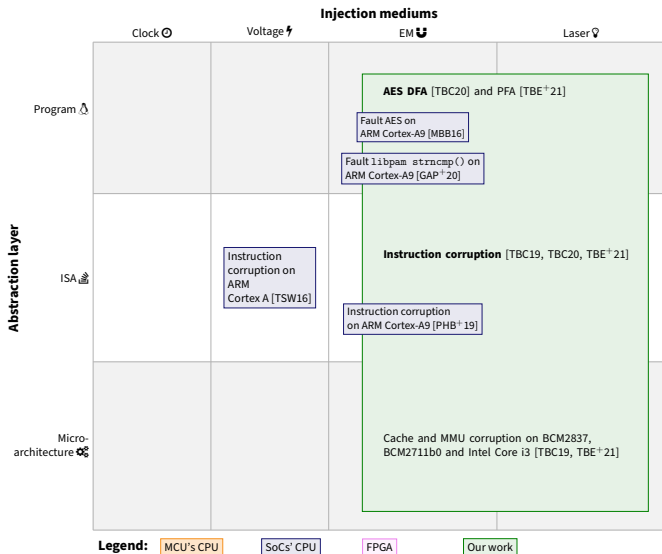 Injection mediums
Clock Voltage EM Laser
Program
AES DFA [TBC20] and PFA [TBE+21]
Fault AES on
ARM Cortex-A9 [MBB16]
Fault libpam strncmp() on
ARM Cortex-A9 [GAP+20]
Abstraction layer
ISA
Instruction
corruption on
ARM
Cortex A [TSW16]
Instruction corruption [TBC19, TBC20, TBE+21]
Instruction corruption
on ARM Cortex-A9 [PHB+19]
Micro-
architecture
Cache and MMU corruption on BCM2837,
BCM2711b0 and Intel Core i3 [TBC19, TBE+21]
Legend: MCU's CPU SoCs' CPU FPGA Our work